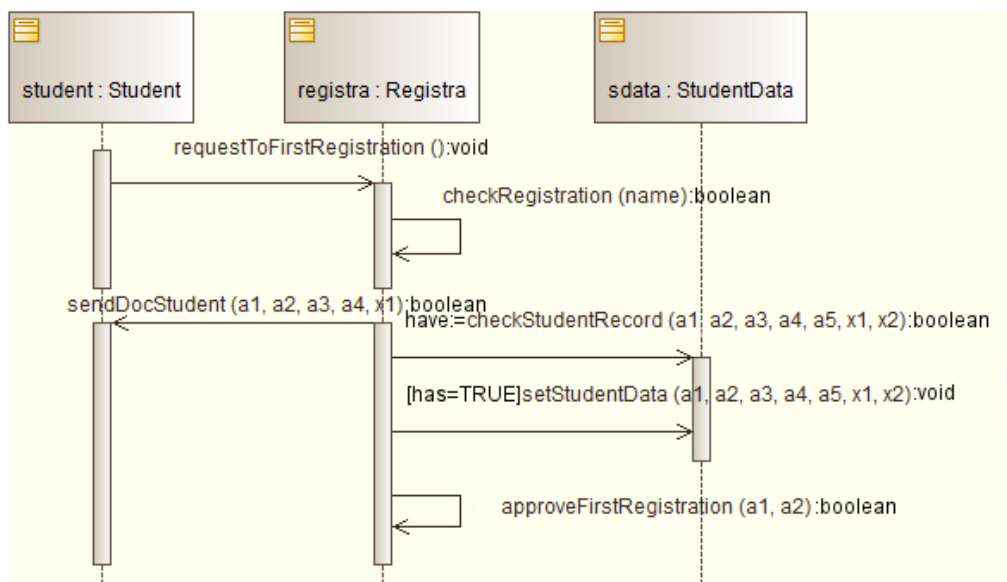 student : Student
registra : Registra
sdata : StudentData
requestToFirstRegistration ():void
checkRegistration (name):boolean
sendDocStudent (a1, a2, a3, a4, x1):boolean
have:=checkStudentRecord (a1, a2, a3, a4, a5, x1, x2):boolean
[has=TRUE]setStudentData (a1, a2, a3, a4, a5, x1, x2):void
approveFirstRegistration (a1, a2):boolean